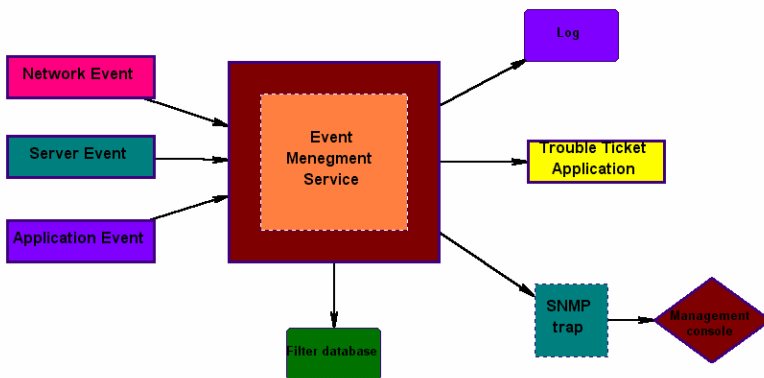 Network Event
Server Event
Application Event
Event
Menegment
Service
Log
Trouble Ticket
Application
SNMP
trap
Management
console
Filter database